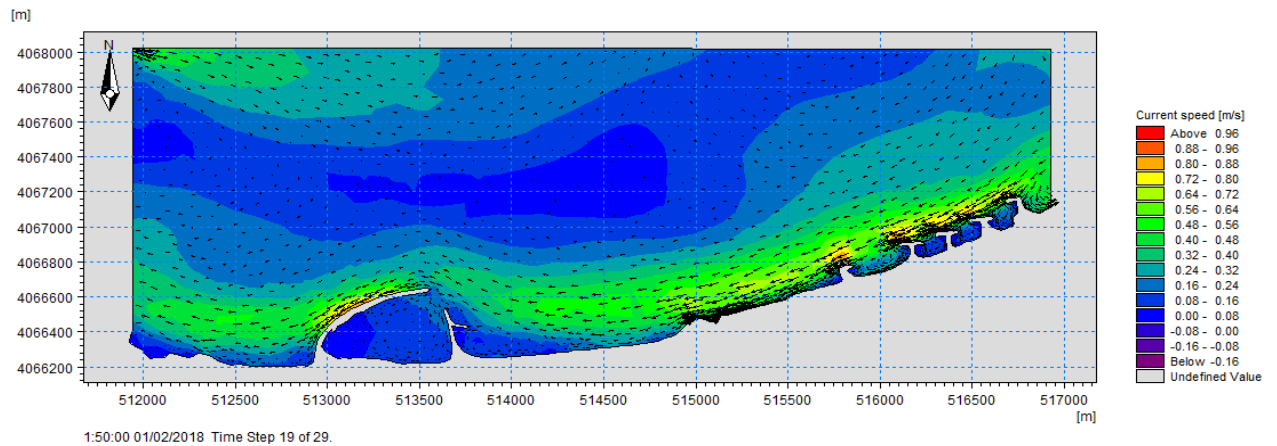 [m]
N
4068000
4067800
4067600
4067400
4067200
4067000
4066800
4066600
4066400
4066200
512000 512500 513000 513500 514000 514500 515000 515500 516000 516500 517000
[m]
1:50:00 01/02/2018 Time Step 19 of 29.
Current speed [m/s]
Above 0.96
0.88 - 0.96
0.80 - 0.88
0.72 - 0.80
0.64 - 0.72
0.56 - 0.64
0.48 - 0.56
0.40 - 0.48
0.32 - 0.40
0.24 - 0.32
0.16 - 0.24
0.08 - 0.16
0.00 - 0.08
-0.08 - 0.00
-0.16 - -0.08
Below -0.16
Undefined Value